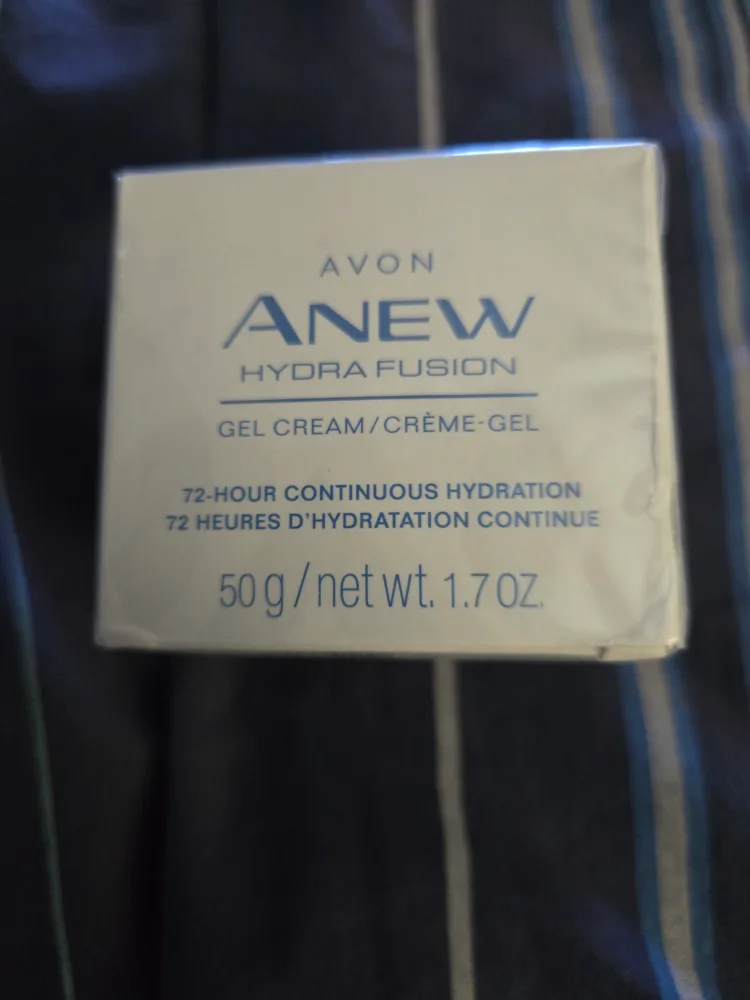 AVON
ANEW
HYDRA FUSION
GEL CREAM/CRÈME-GEL
72-HOUR CONTINUOUS HYDRATION
72 HEURES D'HYDRATATION CONTINUE
50 g/net wt. 1.7 OZ.